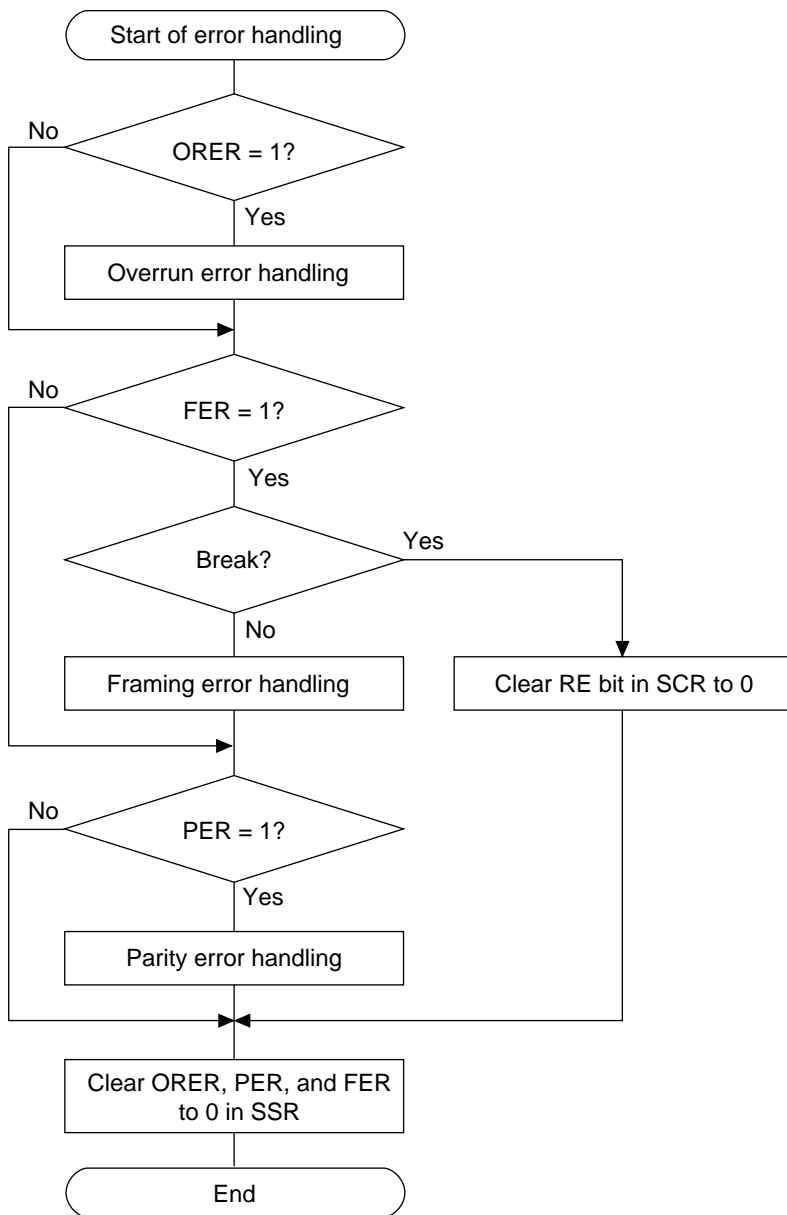 Start of error handling
No
ORER = 1?
Yes
Overrun error handling
No
FER = 1?
Yes
Break?
Yes
No
Framing error handling
Clear RE bit in SCR to 0
No
PER = 1?
Yes
Parity error handling
Clear ORER, PER, and FER
to 0 in SSR
End